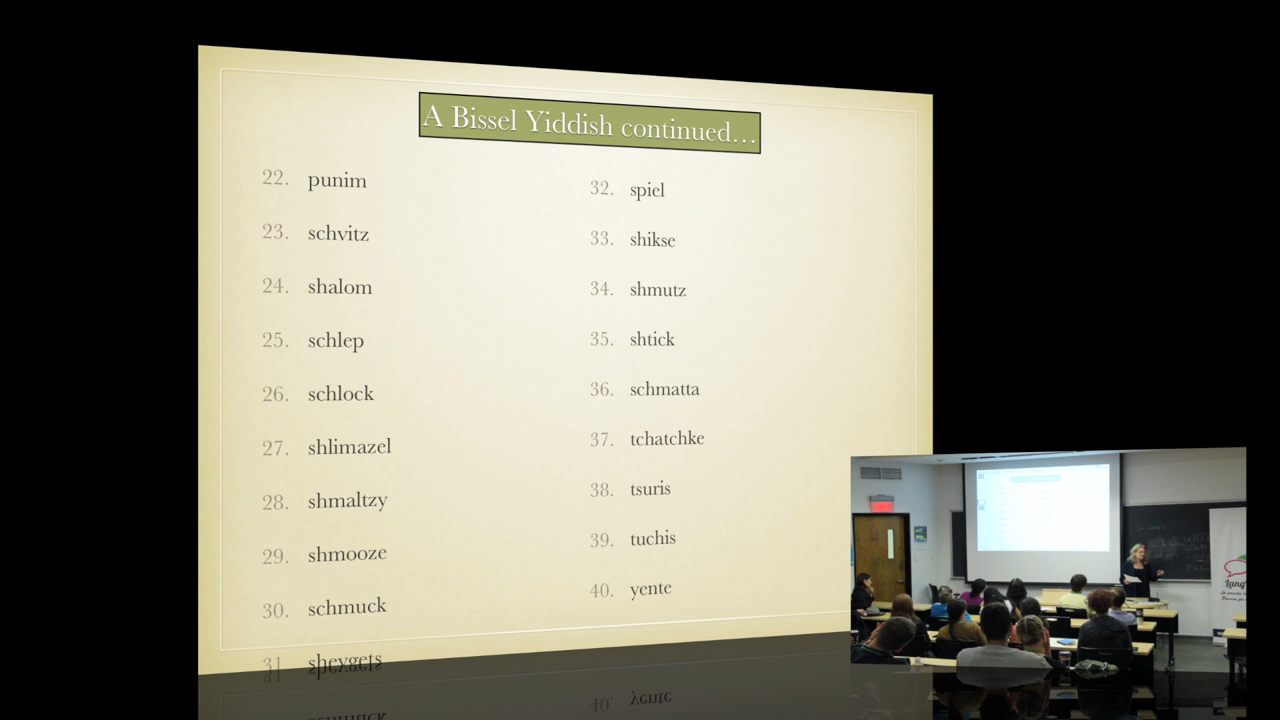 A Bissel Yiddish continued...
22. punim
23. schvitz
24. shalom
25. schlep
26. schlock
27. shlimazel
28. shmaltzy
29. shmooze
30. schmuck
31 sheygets
32. spiel
33. shikse
34. shmutz
35. shtick
36. schmatta
37. tchatchke
38. tsuris
39. tuchis
40. yente
Lang